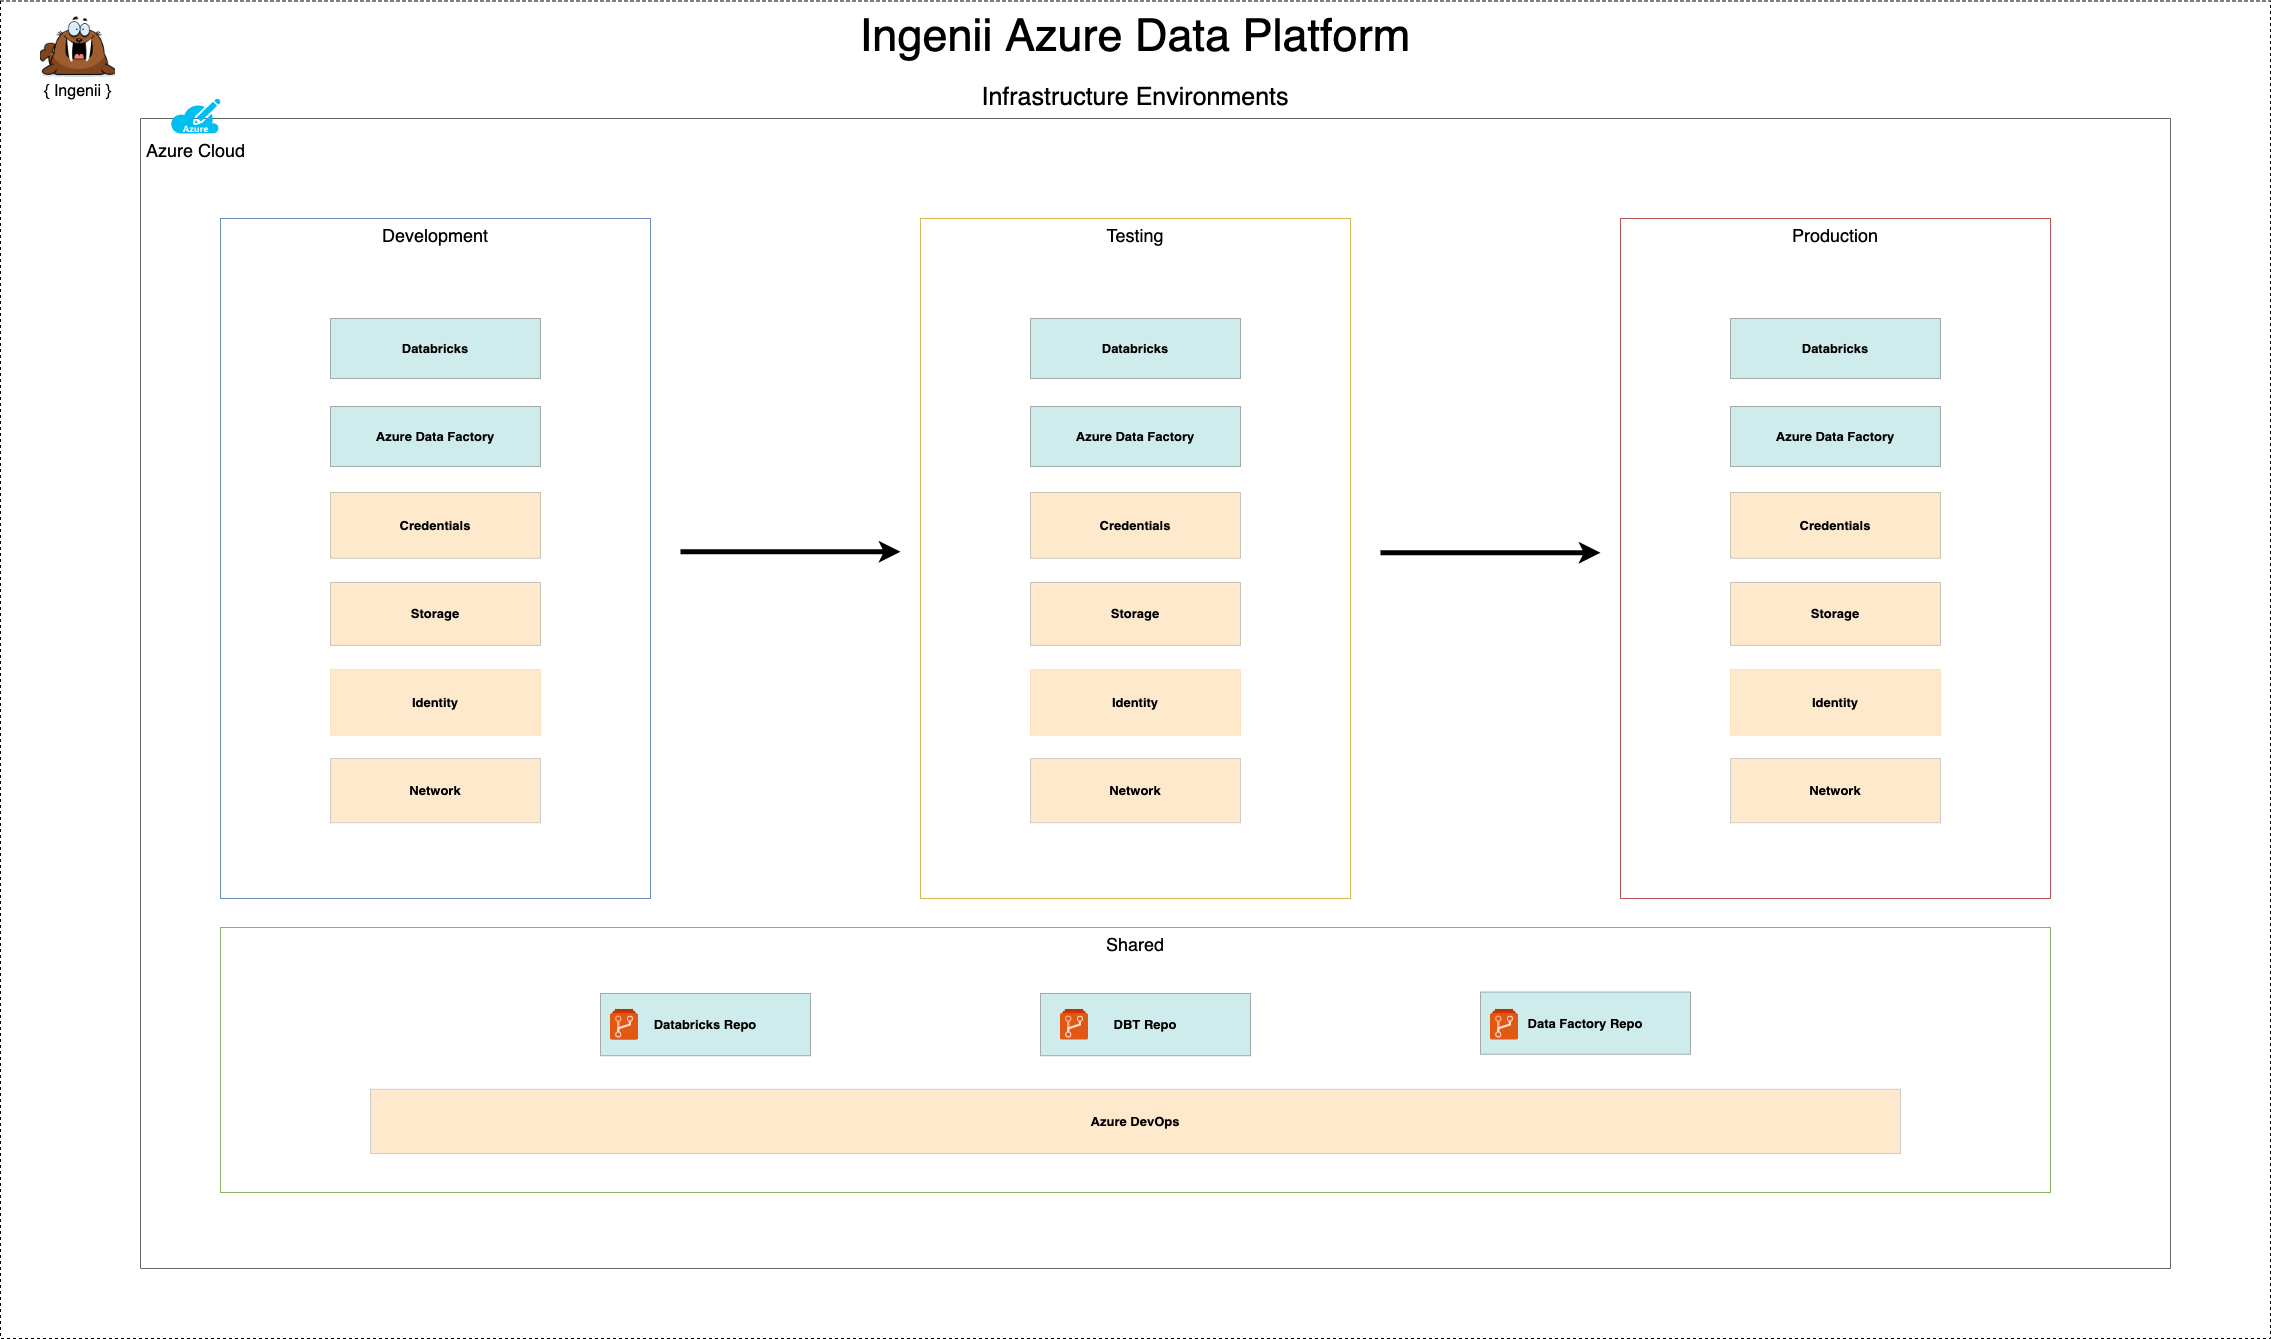 Ingenii Azure Data Platform
{ Ingenii }
Infrastructure Environments
Azure
Azure Cloud
Development
Databricks
Azure Data Factory
Credentials
Storage
Identity
Network
Testing
Databricks
Azure Data Factory
Credentials
Storage
Identity
Network
Production
Databricks
Azure Data Factory
Credentials
Storage
Identity
Network
Shared
Databricks Repo
DBT Repo
Data Factory Repo
Azure DevOps